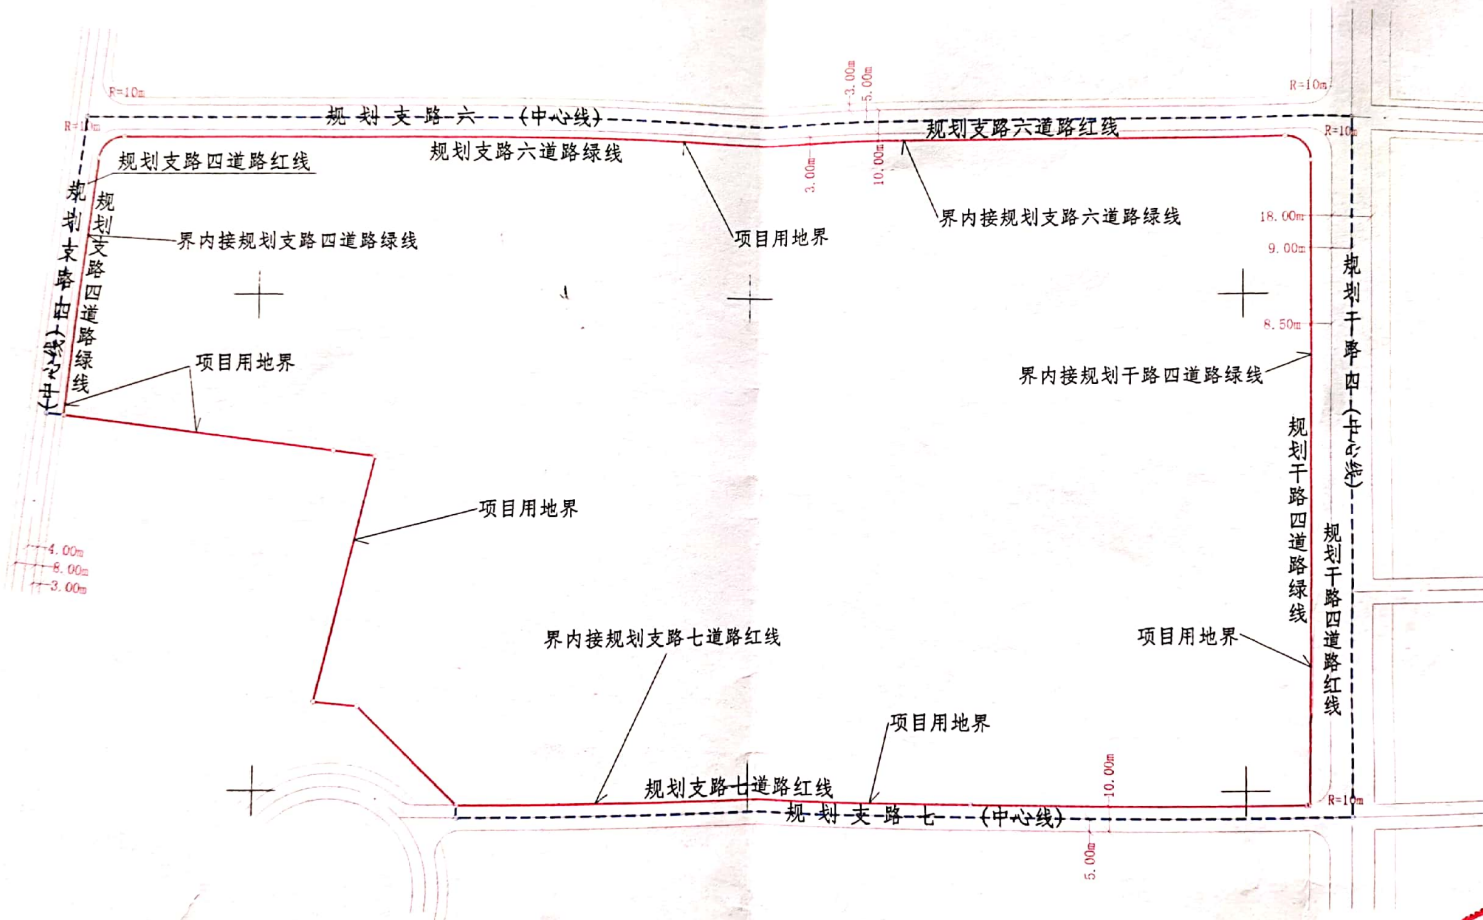 R=10m
规划支路六 (中心线)
3.00m
5.00m
R=10m
R=10m
规划支路六道路红线
R=10m
规划支路四道路红线
规划支路六道路绿线
3.00m
10.00m
规划支路四(中心线)
规划支路四道路绿线
界内接规划支路四道路绿线
项目用地界
界内接规划支路六道路绿线
18.00m
9.00m
8.50m
规划干路四(中心线)
项目用地界
界内接规划干路四道路绿线
规划干路四道路绿线
项目用地界
规划干路四道路红线
4.00m
8.00m
3.00m
界内接规划支路七道路红线
项目用地界
项目用地界
规划支路七道路红线
10.00m
R=10m
规划支路七 (中心线)
5.00m